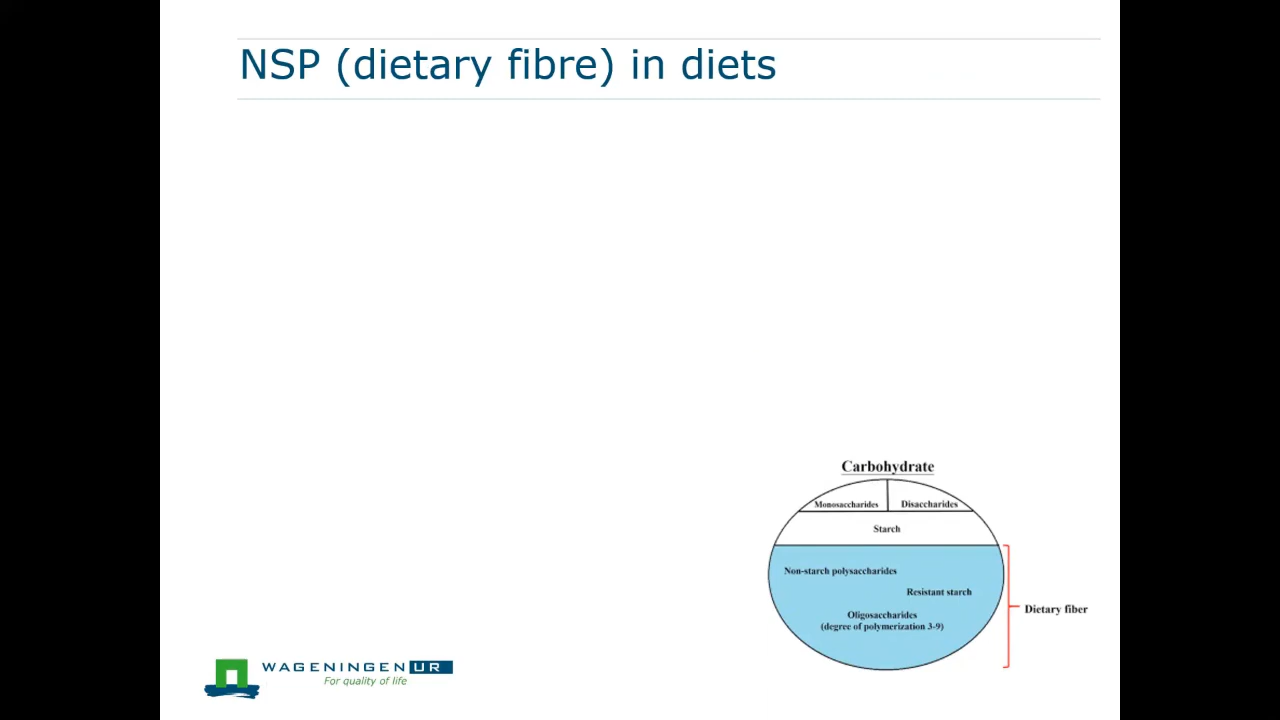 NSP (dietary fibre) in diets
Carbohydrate
Monosaccharides
Disaccharides
Starch
Non-starch polysaccharides
Resistant starch
Oligosaccharides
(degree of polymerization 3-9)
Dietary fiber
WAGENINGEN UR
For quality of life